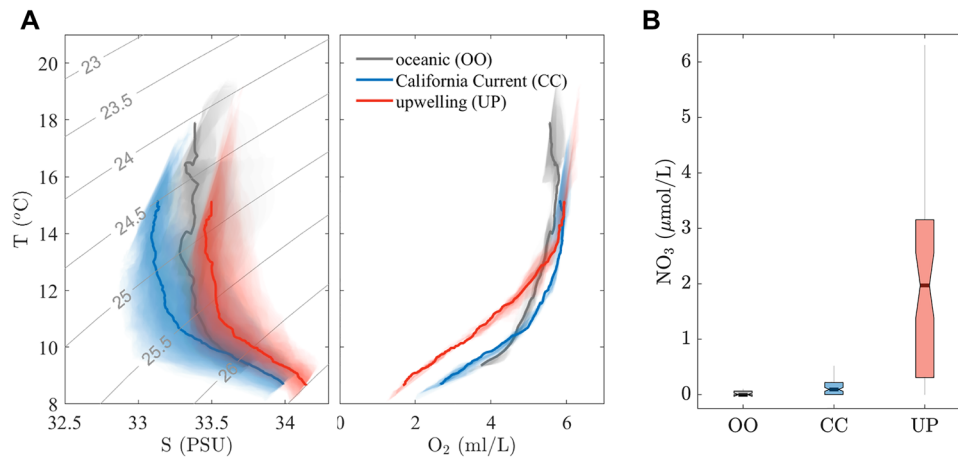 A
B
20
18
16
14
12
10
8
T (°C)
23
23.5
24
24.5
25
25.5
26
32.5 33 33.5 34
S (PSU)
oceanic (OO)
California Current (CC)
upwelling (UP)
0 2 4 6
O₂ (ml/L)
6
5
4
3
2
1
0
NO₃ (μmol/L)
OO CC UP